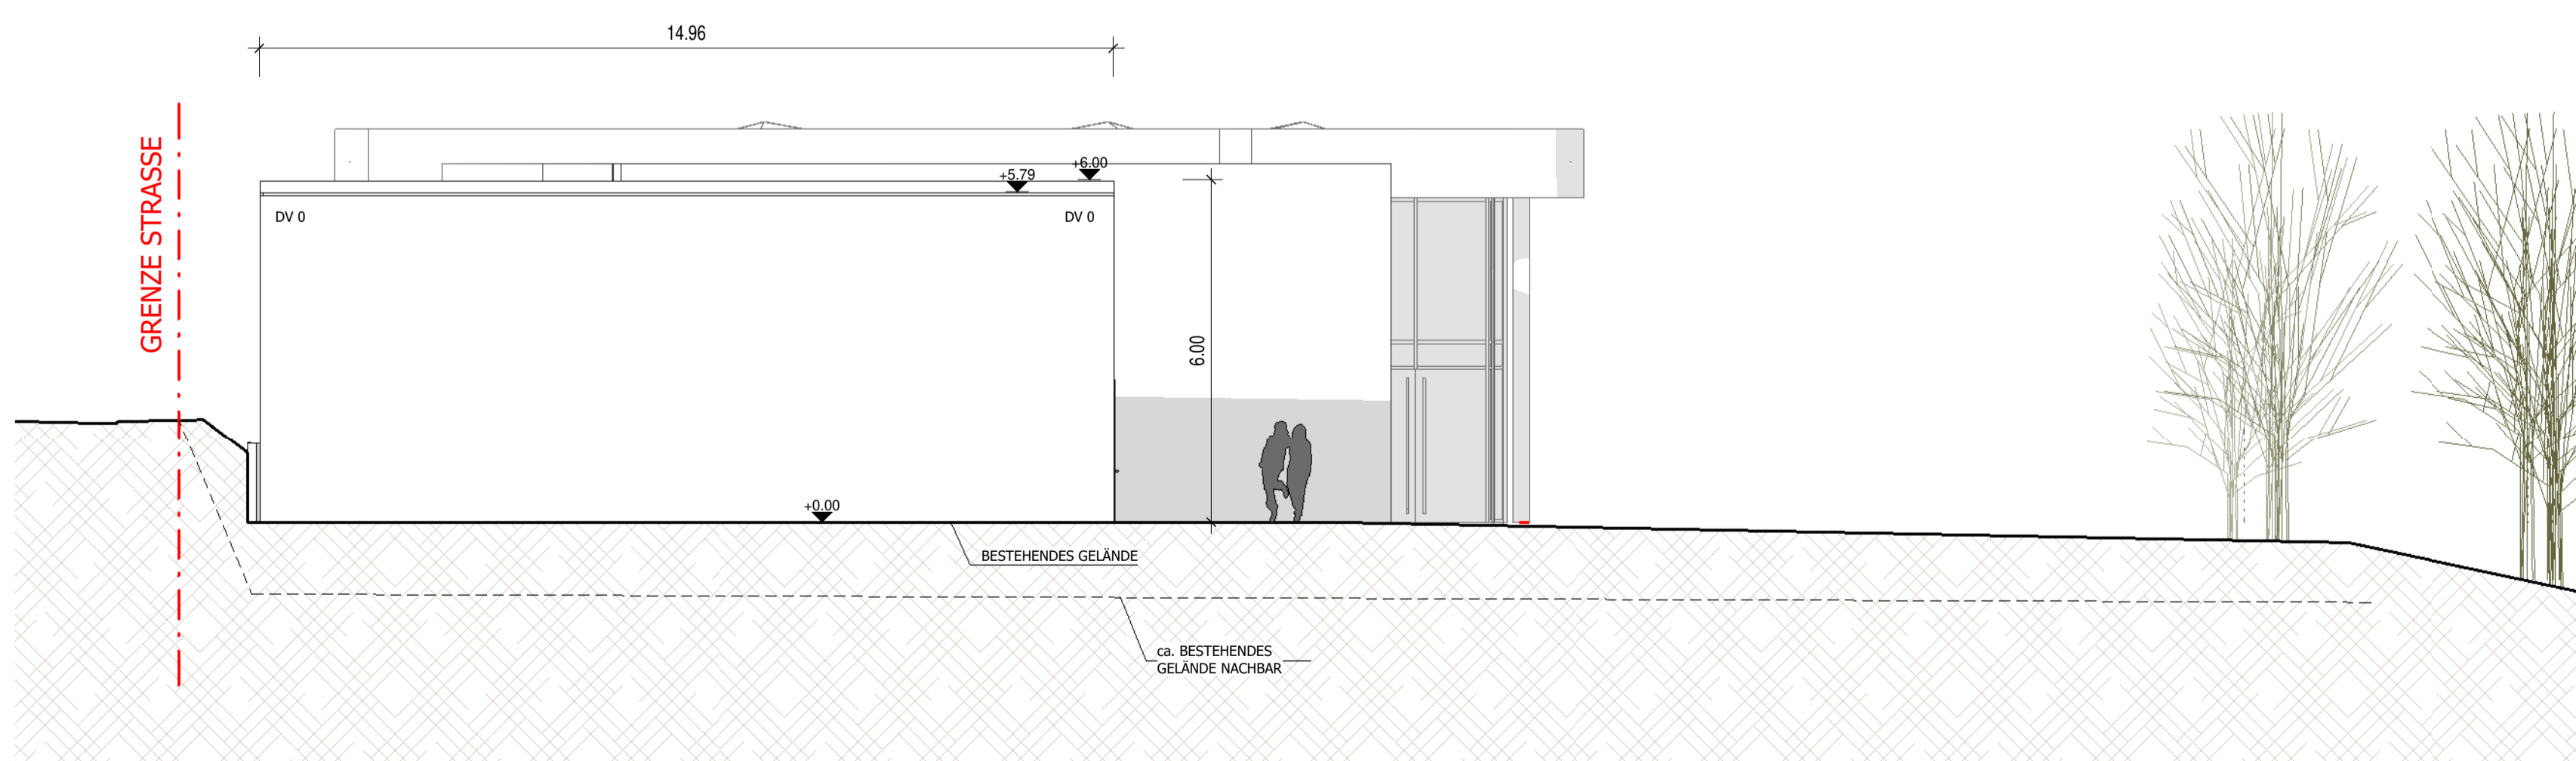 14.96
GRENZE STRASSE
+6.00
+5.79
DV 0
DV 0
6.00
+0.00
BESTEHENDES GELÄNDE
ca. BESTEHENDES
GELÄNDE NACHBAR